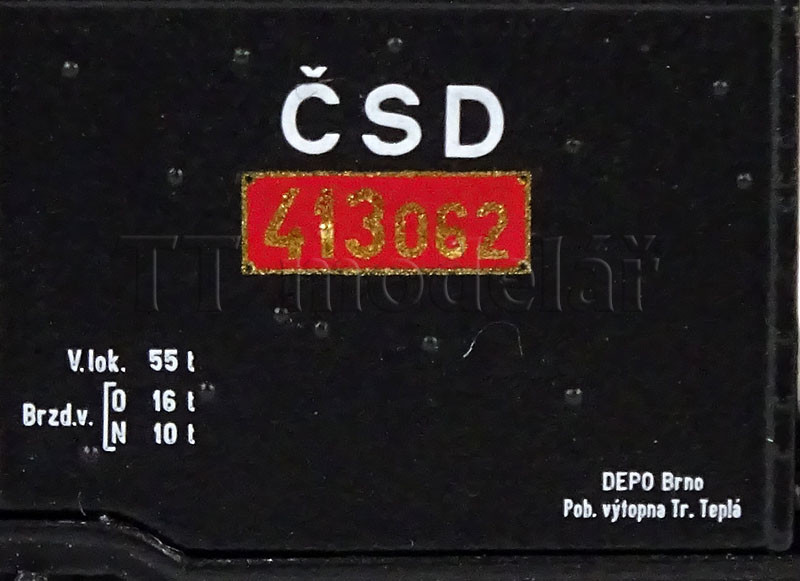 ČSD
413062
TT modelář
V.lok. 55 t
Brzd.v. O 16 t
N 10 t
DEPO Brno
Pob. výtopna Tr. Teplá